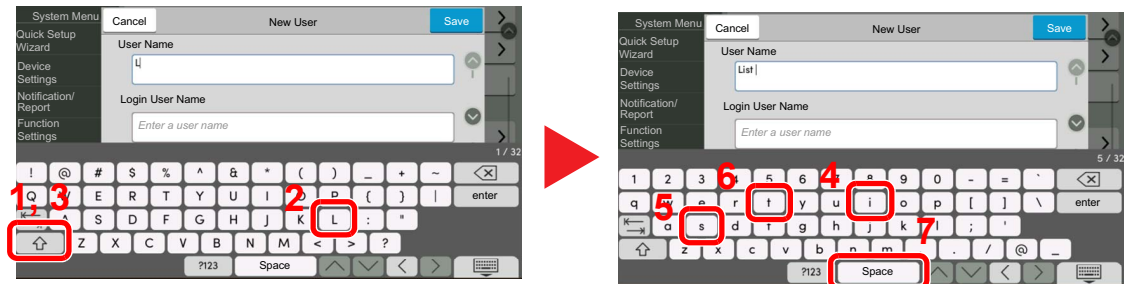 System Menu
Cancel
New User
Save
Quick Setup
Wizard
User Name
L
Device
Settings
Notification/
Report
Login User Name
Enter a user name
Function
Settings
1 / 32
! @ # $ % ^ & * ( ) _ + ~
1, 3
2
Q W E R T Y U I O P { } | enter
A S D F G H J K L : "
Z X C V B N M < > ?
?123 Space
System Menu
Cancel
New User
Save
Quick Setup
Wizard
User Name
List
Device
Settings
Notification/
Report
Login User Name
Enter a user name
Function
Settings
5 / 32
1 2 3 5 6 7 8 9 0 - = `
6
4
q w e r t y u i o p [ ] \ enter
5
a s d f g h j k l ; '
7
z x c v b n m . / @ _
?123 Space